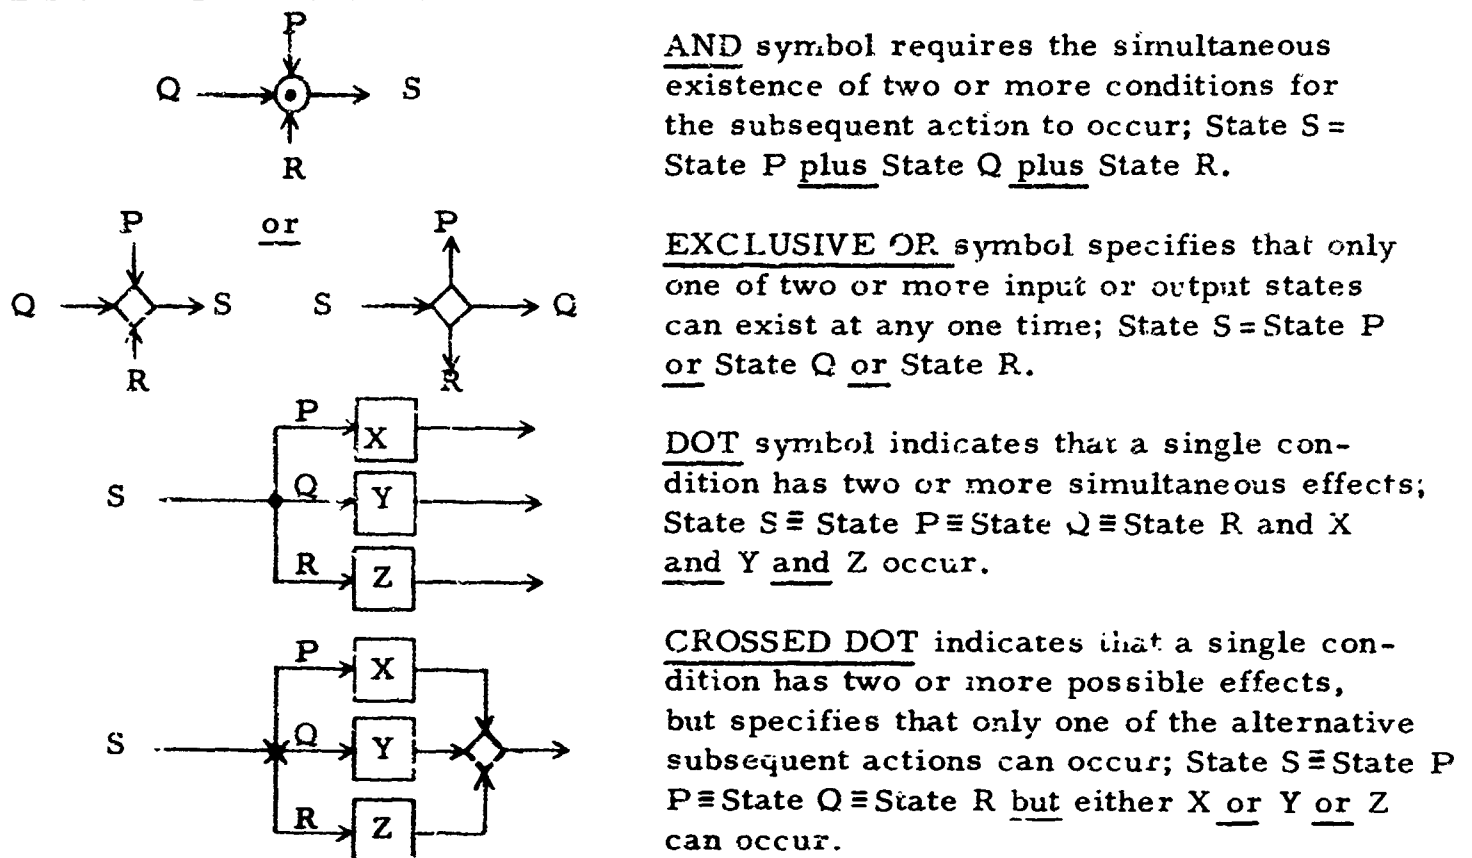 P
Q S
R
AND symbol requires the simultaneous
existence of two or more conditions for
the subsequent action to occur; State S =
State P plus State Q plus State R.
P or P
Q S S Q
R R
EXCLUSIVE OR symbol specifies that only
one of two or more input or output states
can exist at any one time; State S = State P
or State Q or State R.
P X
S Q Y
R Z
DOT symbol indicates that a single con-
dition has two or more simultaneous effects;
State S ≡ State P ≡ State Q ≡ State R and X
and Y and Z occur.
P X
S Q Y
R Z
CROSSED DOT indicates that a single con-
dition has two or more possible effects,
but specifies that only one of the alternative
subsequent actions can occur; State S ≡ State P
P ≡ State Q ≡ State R but either X or Y or Z
can occur.